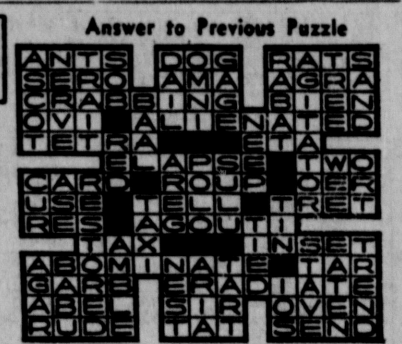 Answer to Previous Puzzle
ANTS DOG RATS
SERO AMA AGRA
CRABBING BIEN
OVI ALIENATED
TETRA ETA
ELAPSE TWO
CARD ROUP OER
USE TELL TRET
RES AGOUTI
TAX INSET
ABOMINATE TAR
GARB ERADIATE
ABEL SIR OVEN
RUDE TAT SEND